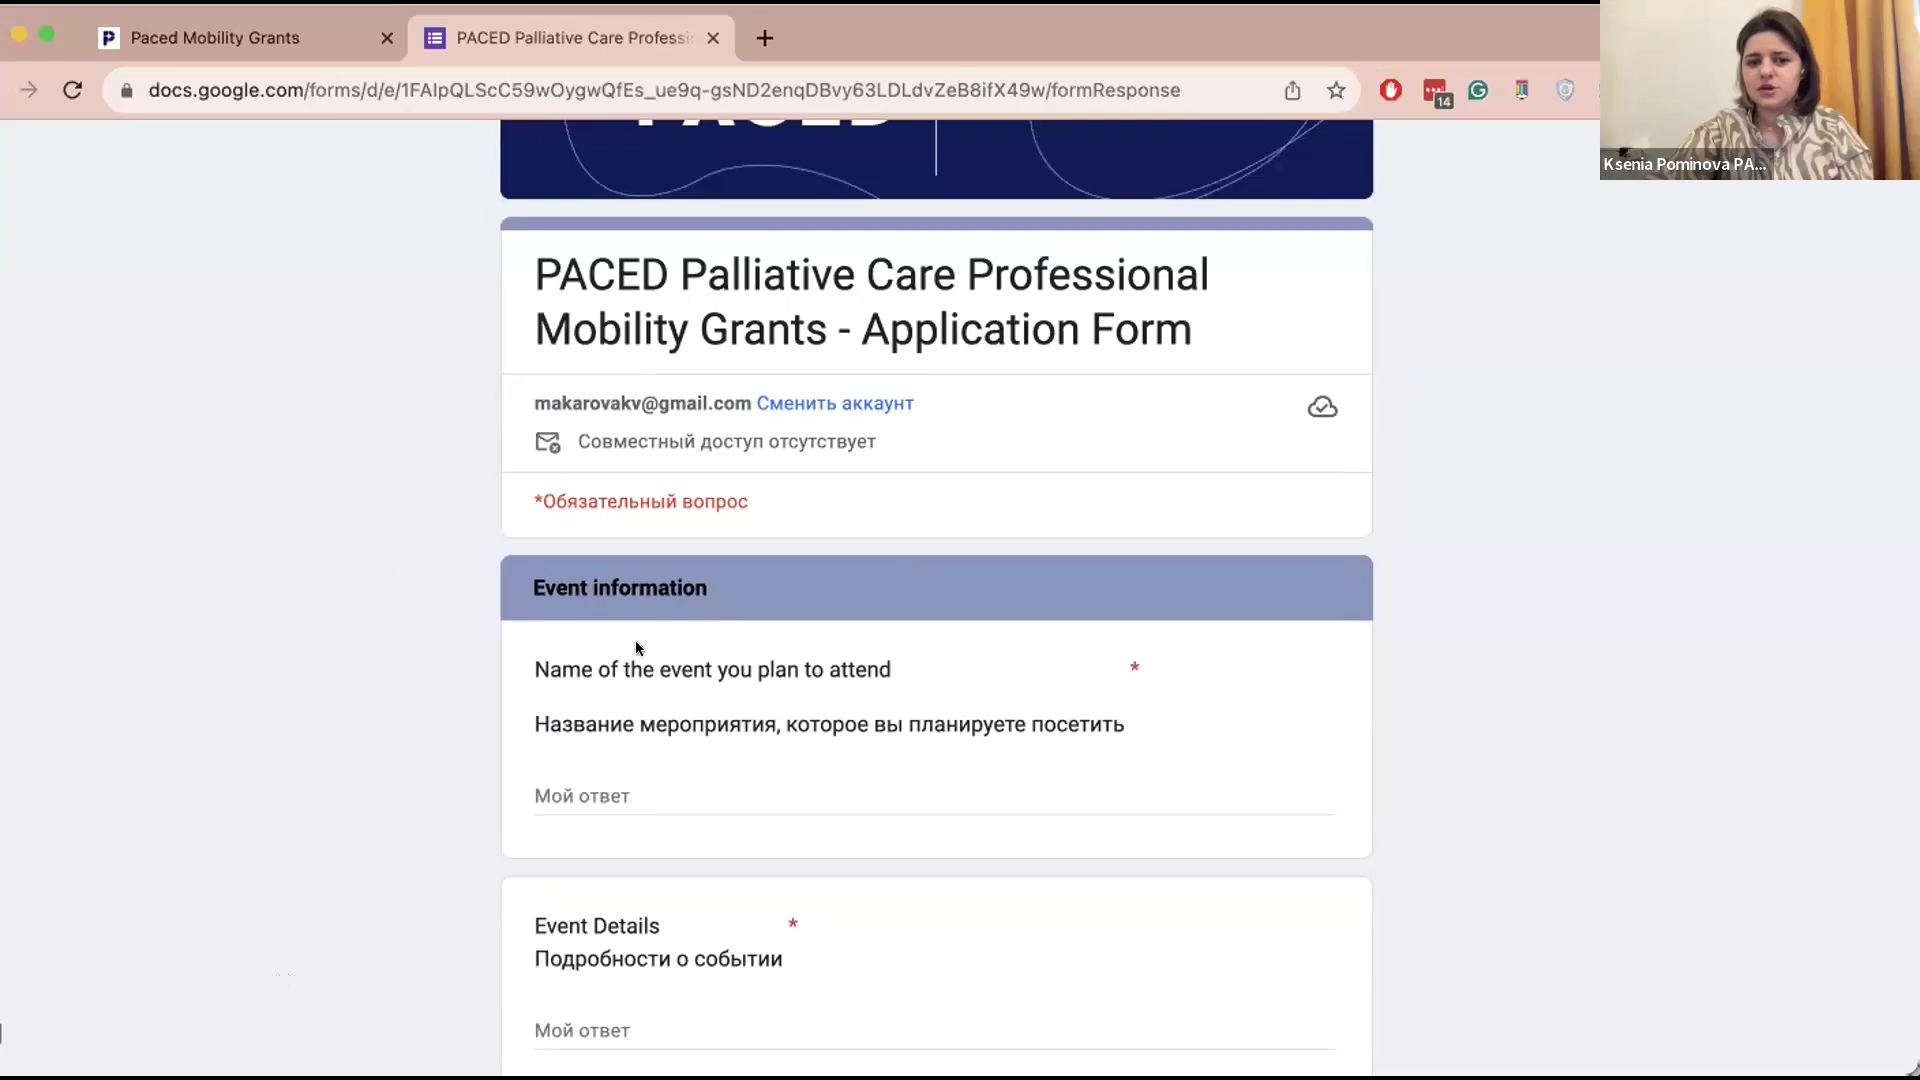 Paced Mobility Grants
PACED Palliative Care Professi
docs.google.com/forms/d/e/1FAIpQLScC59wOygwQfEs_ue9q-gsND2enqDBvy63LDLdvZeB8ifX49w/formResponse
14
Ksenia Pominova PA...
PACED
PACED Palliative Care Professional
Mobility Grants - Application Form
makarovakv@gmail.com Сменить аккаунт
Совместный доступ отсутствует
*Обязательный вопрос
Event information
Name of the event you plan to attend *
Название мероприятия, которое вы планируете посетить
Мой ответ
Event Details *
Подробности о событии
Мой ответ